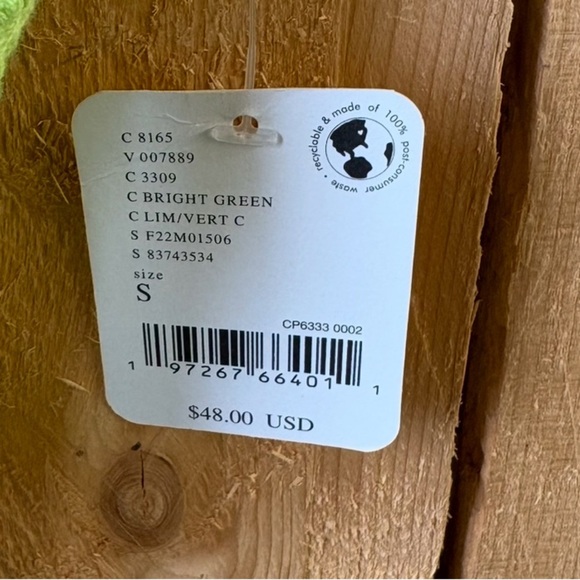 C 8165
V 007889
C 3309
C BRIGHT GREEN
C LIM/VERT C
S F22M01506
S 83743534
size
S
recyclable & made of 100% post-consumer waste •
CP6333 0002
1 97267 66401 1
$48.00 USD